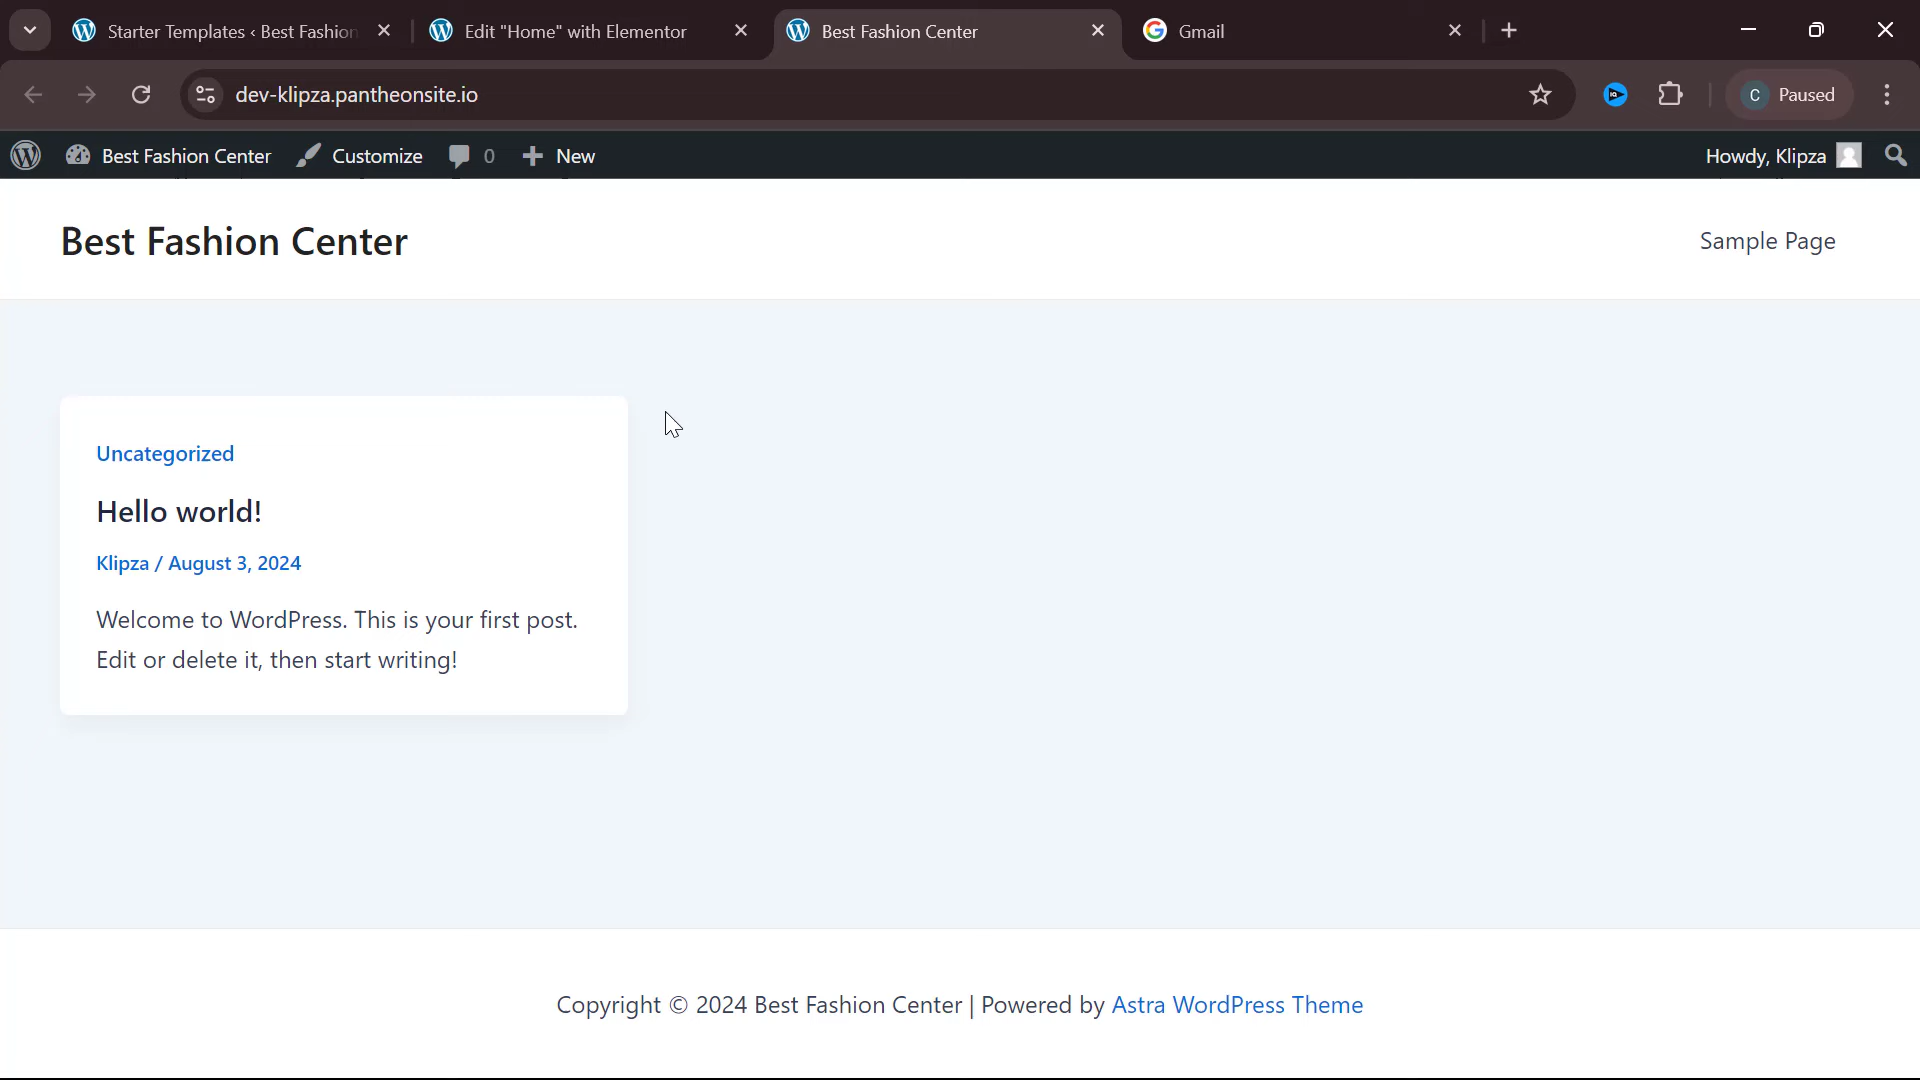 Starter Templates ‹ Best Fashion
Edit "Home" with Elementor
Best Fashion Center
Gmail
dev-klipza.pantheonsite.io
C Paused
Best Fashion Center
Customize
0
New
Howdy, Klipza
Best Fashion Center
Sample Page
Uncategorized
Hello world!
Klipza / August 3, 2024
Welcome to WordPress. This is your first post.
Edit or delete it, then start writing!
Copyright © 2024 Best Fashion Center | Powered by Astra WordPress Theme